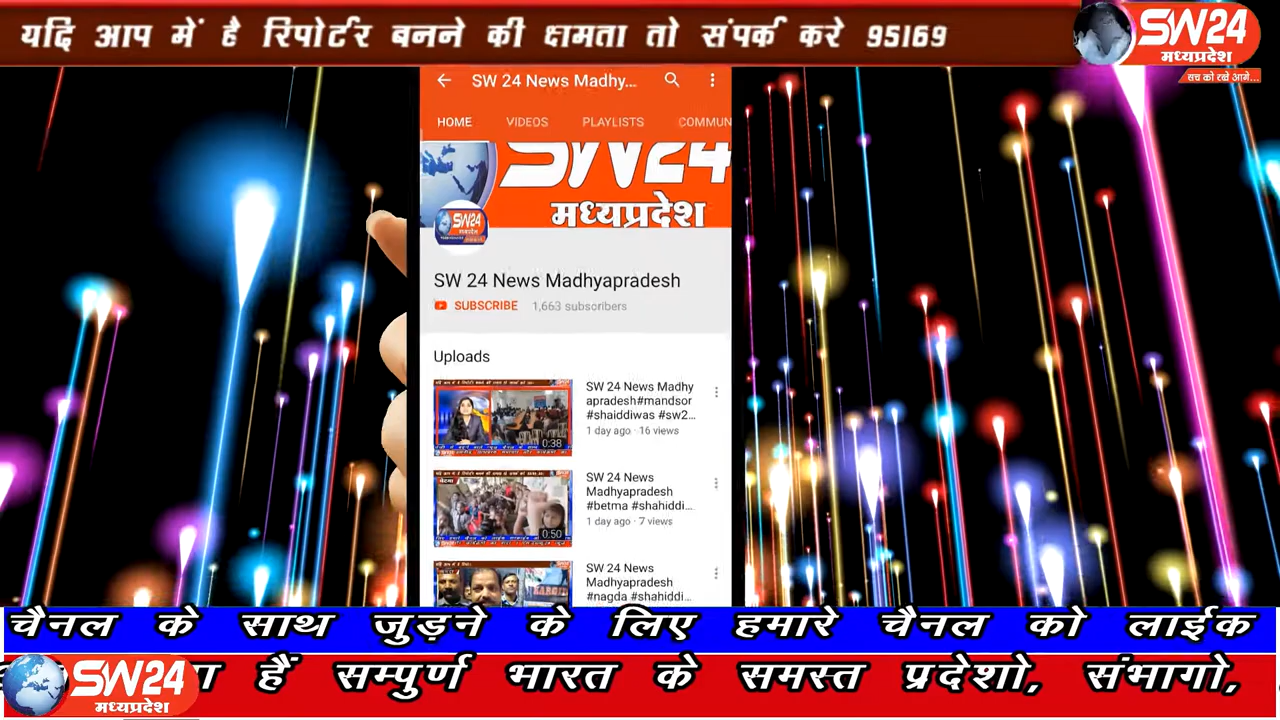 यदि आप में है रिपोर्टर बनने की क्षमता तो संपर्क करे 95169
SW24
मध्यप्रदेश
सच को रखे आगे...
SW 24 News Madhy...
HOME VIDEOS PLAYLISTS COMMUN
SW24
मध्यप्रदेश
SW24
SW 24 News Madhyapradesh
SUBSCRIBE 1,663 subscribers
Uploads
SW 24 News Madhy
apradesh#mandsor
#shaiddiwas #sw2...
1 day ago · 16 views
0:38
SW 24 News
Madhyapradesh
#betma #shahiddi...
1 day ago · 7 views
बेटमा
0:50
SW 24 News
Madhyapradesh
#nagda #shahiddi...
चैनल के साथ जुड़ने के लिए हमारे चैनल को लाईक
हैं सम्पुर्ण भारत के समस्त प्रदेशो, संभागो,
SW24
मध्यप्रदेश